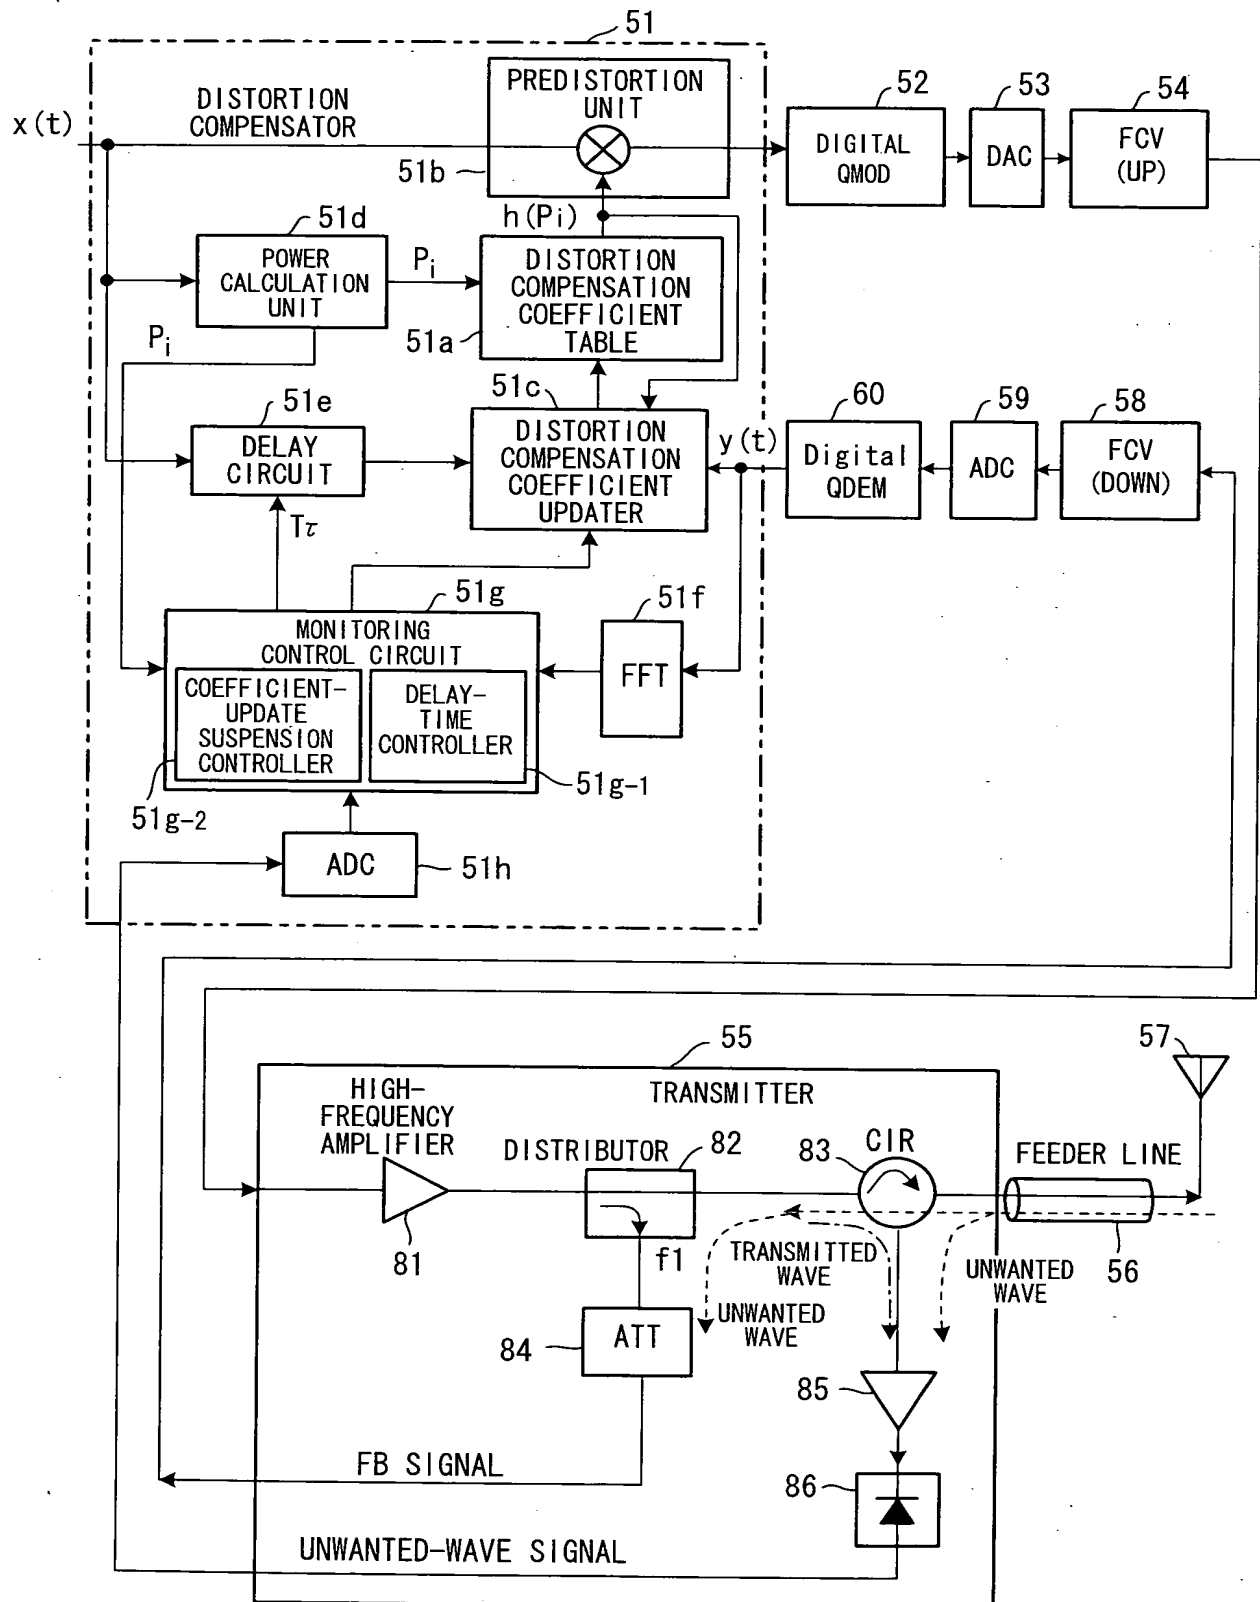 51
x(t)
DISTORTION
COMPENSATOR
PREDISTORTION
UNIT
51b
52
DIGITAL
QMOD
53
DAC
54
FCV
(UP)
h(Pi)
51d
POWER
CALCULATION
UNIT
Pi
Pi
DISTORTION
COMPENSATION
COEFFICIENT
TABLE
51a
51c
DISTORTION
COMPENSATION
COEFFICIENT
UPDATER
51e
DELAY
CIRCUIT
Tτ
y(t)
60
Digital
QDEM
59
ADC
58
FCV
(DOWN)
51g
MONITORING
CONTROL CIRCUIT
COEFFICIENT-
UPDATE
SUSPENSION
CONTROLLER
DELAY-
TIME
CONTROLLER
51g-2
51g-1
51f
FFT
ADC
51h
55
57
HIGH-
FREQUENCY
AMPLIFIER
TRANSMITTER
DISTRIBUTOR
82
83
CIR
FEEDER LINE
81
f1
TRANSMITTED
WAVE
UNWANTED
WAVE
UNWANTED
WAVE
56
84
ATT
85
86
FB SIGNAL
UNWANTED-WAVE SIGNAL